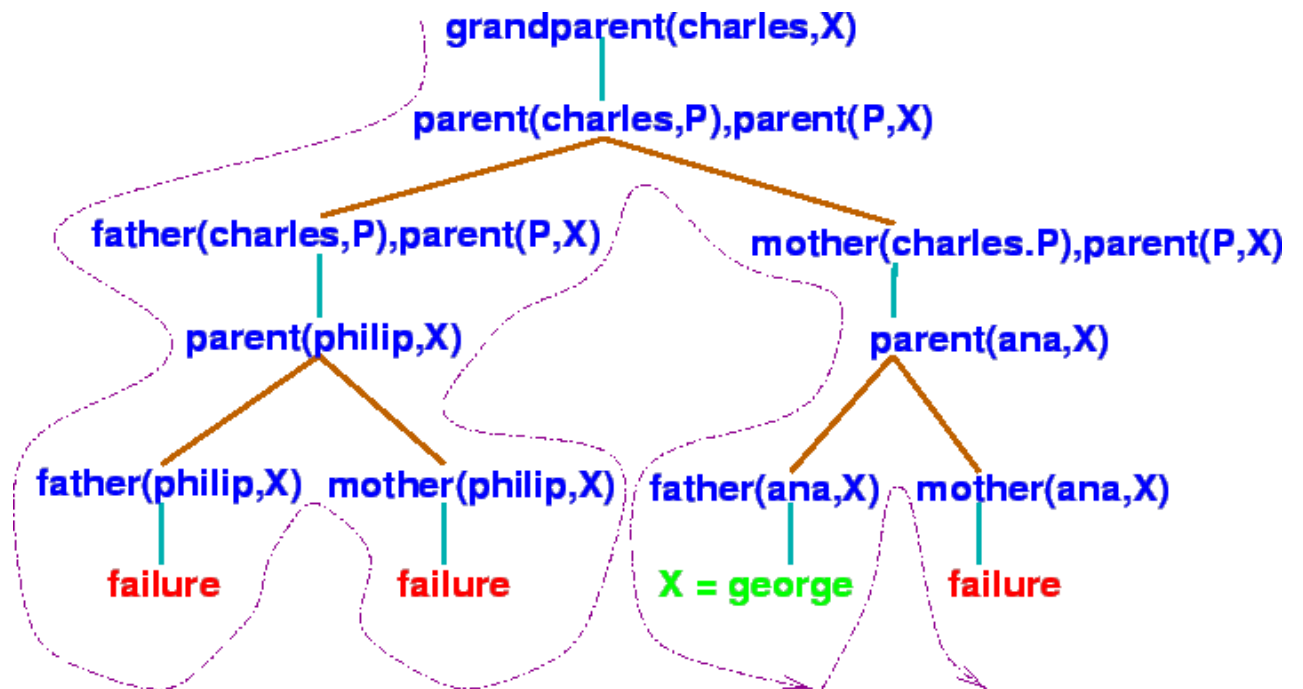 grandparent(charles,X)
parent(charles,P),parent(P,X)
father(charles,P),parent(P,X)
mother(charles.P),parent(P,X)
parent(philip,X)
parent(ana,X)
father(philip,X)
mother(philip,X)
father(ana,X)
mother(ana,X)
failure
failure
X = george
failure